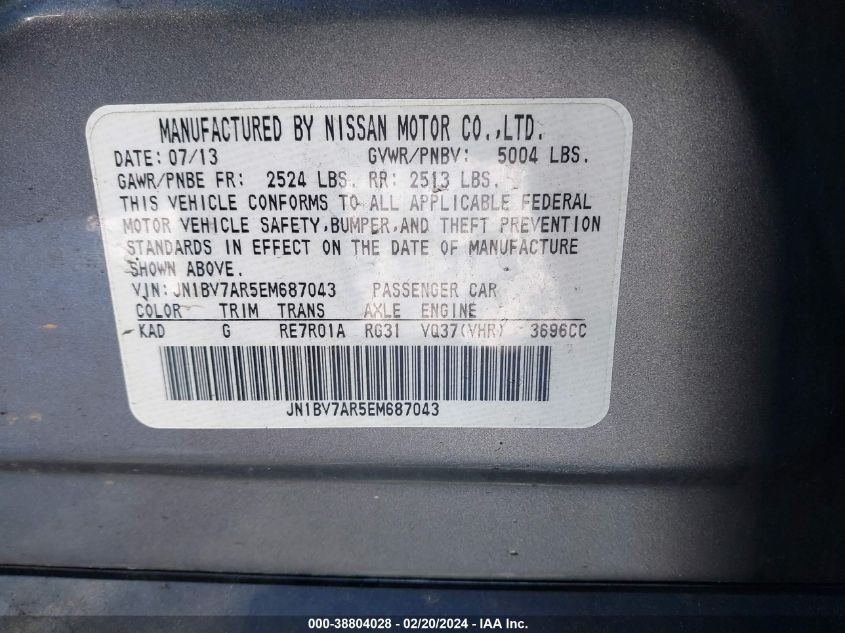 MANUFACTURED BY NISSAN MOTOR CO.,LTD.
DATE: 07/13 GVWR/PNBV: 5004 LBS.
GAWR/PNBE FR: 2524 LBS. RR: 2513 LBS.
THIS VEHICLE CONFORMS TO ALL APPLICABLE FEDERAL
MOTOR VEHICLE SAFETY,BUMPER,AND THEFT PREVENTION
STANDARDS IN EFFECT ON THE DATE OF MANUFACTURE
SHOWN ABOVE.
VIN: JN1BV7AR5EM687043 PASSENGER CAR
COLOR TRIM TRANS AXLE ENGINE
KAD G RE7R01A RG31 VQ37(VHR) 3696CC
JN1BV7AR5EM687043
000-38804028 - 02/20/2024 - IAA Inc.